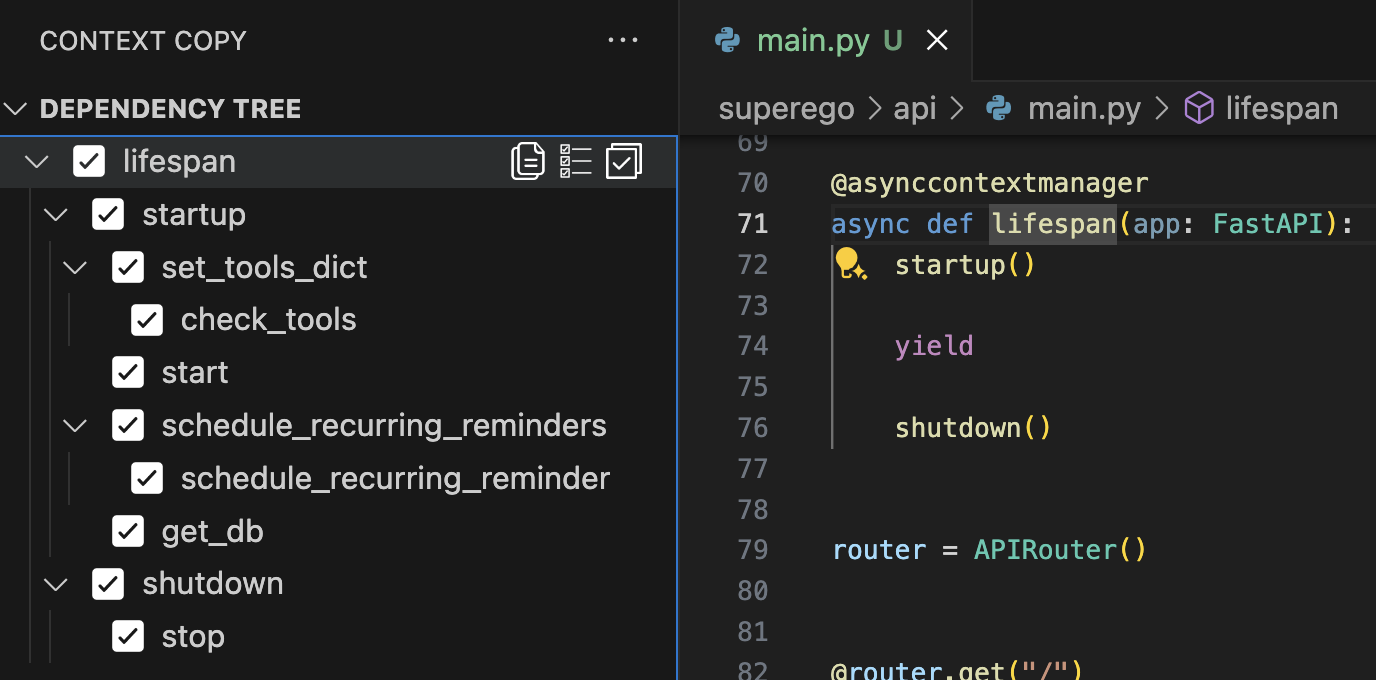 CONTEXT COPY
DEPENDENCY TREE
lifespan
startup
set_tools_dict
check_tools
start
schedule_recurring_reminders
schedule_recurring_reminder
get_db
shutdown
stop
main.py U
superego > api > main.py > lifespan
69
70 @asynccontextmanager
71 async def lifespan(app: FastAPI):
72 startup()
73
74 yield
75
76 shutdown()
77
78
79 router = APIRouter()
80
81
82 @router.get("/")